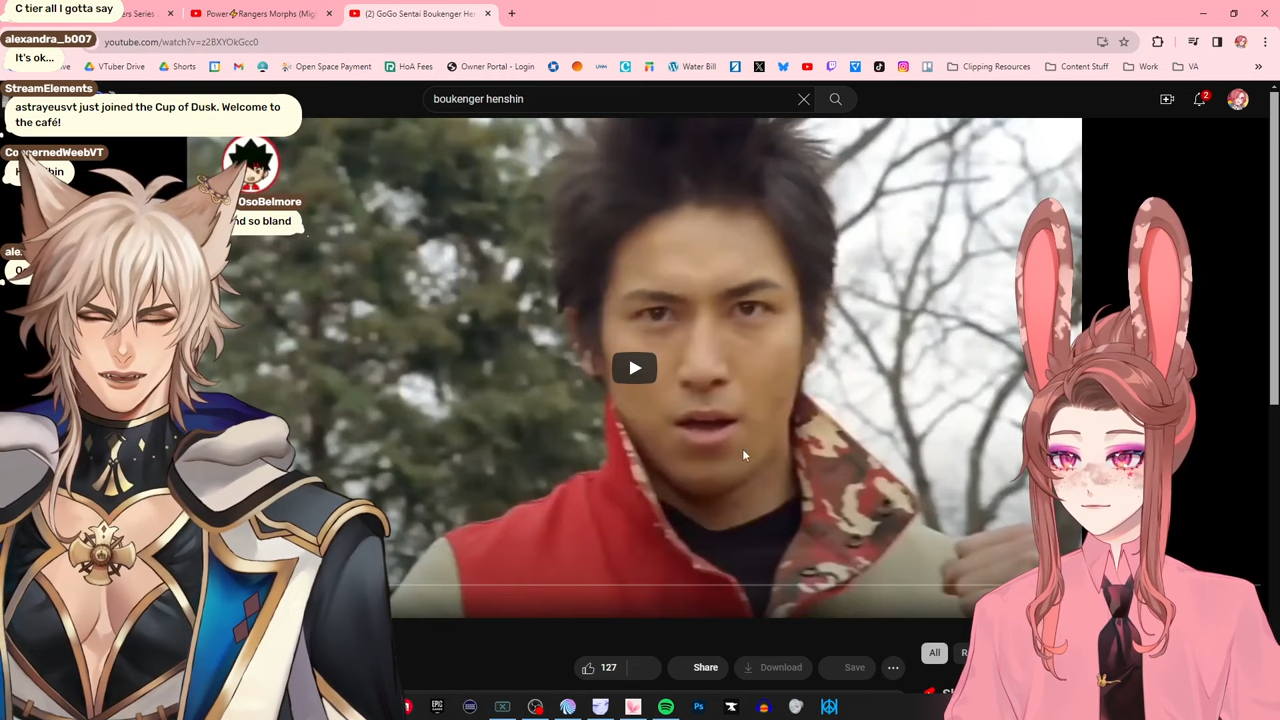 C tier all I gotta say
alexandra_b007
It's ok...
StreamElements
astrayeusvt just joined the Cup of Dusk. Welcome to
the café!
OsoBelmore
so bland
Power⚡Rangers Morphs (Mig
(2) GoGo Sentai Boukenger He
youtube.com/watch?v=z2BXYOkGcc0
VTuber Drive
Shorts
Open Space Payment
HoA Fees
Owner Portal - Login
Water Bill
Clipping Resources
Content Stuff
Work
VA
boukenger henshin
2
127
Share
Download
Save
All